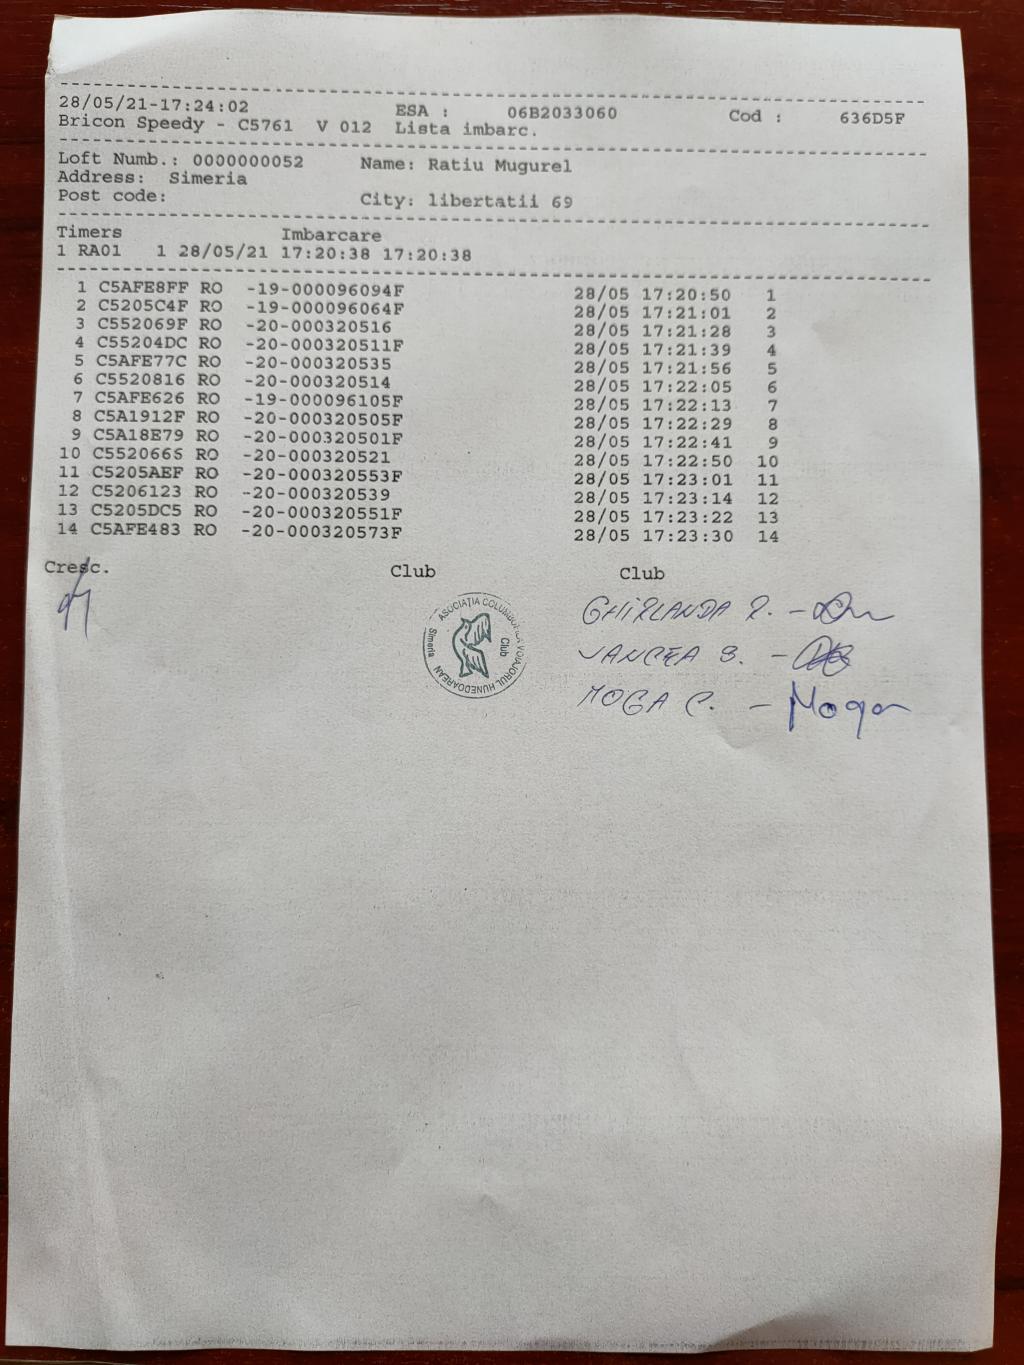 28/05/21-17:24:02 ESA : 06B2033060 Cod : 636D5F
Bricon Speedy - C5761 V 012 Lista imbarc.
Loft Numb.: 0000000052 Name: Ratiu Mugurel
Address: Simeria
Post code: City: libertatii 69
Timers Imbarcare
1 RA01 1 28/05/21 17:20:38 17:20:38
1 C5AFE8FF RO -19-000096094F 28/05 17:20:50 1
2 C5205C4F RO -19-000096064F 28/05 17:21:01 2
3 C552069F RO -20-000320516 28/05 17:21:28 3
4 C55204DC RO -20-000320511F 28/05 17:21:39 4
5 C5AFE77C RO -20-000320535 28/05 17:21:56 5
6 C5520816 RO -20-000320514 28/05 17:22:05 6
7 C5AFE626 RO -19-000096105F 28/05 17:22:13 7
8 C5A1912F RO -20-000320505F 28/05 17:22:29 8
9 C5A18E79 RO -20-000320501F 28/05 17:22:41 9
10 RO -20-000320521 28/05 17:22:50 10
11 C5205AEF RO -20-000320553F 28/05 17:23:01 11
12 C5206123 RO -20-000320539 28/05 17:23:14 12
13 C5205DC5 RO -20-000320551F 28/05 17:23:22 13
14 C5AFE483 RO -20-000320573F 28/05 17:23:30 14
Cresc. Club Club
ASOCIAȚIA COLUMBOFILA VOIAJORUL HUNEDOAREAN
Club
Simeria
GHIRLANDA R. -
VANCEA S. -
MOGA C. - Moga